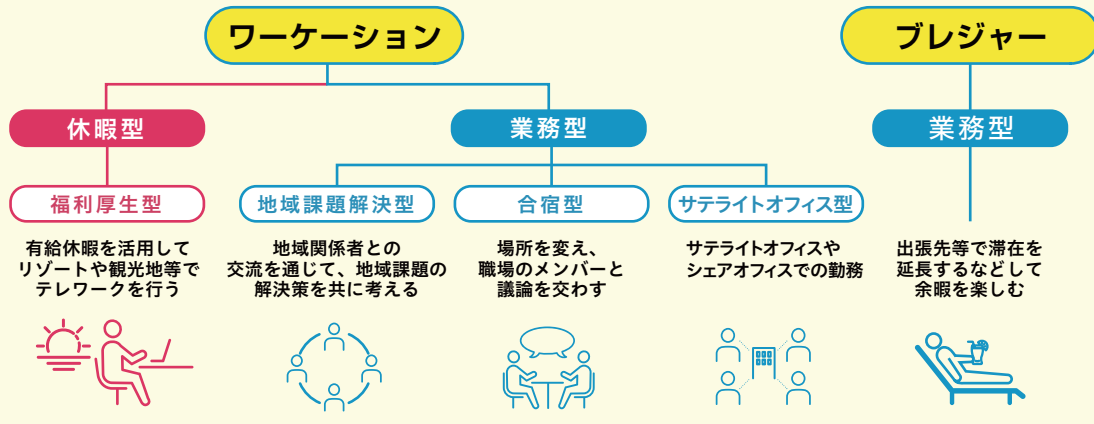 ワーケーション
ブレジャー
休暇型
業務型
業務型
福利厚生型
地域課題解決型
合宿型
サテライトオフィス型
有給休暇を活用して
リゾートや観光地等で
テレワークを行う
地域関係者との
交流を通じて、地域課題の
解決策を共に考える
場所を変え、
職場のメンバーと
議論を交わす
サテライトオフィスや
シェアオフィスでの勤務
出張先等で滞在を
延長するなどして
余暇を楽しむ